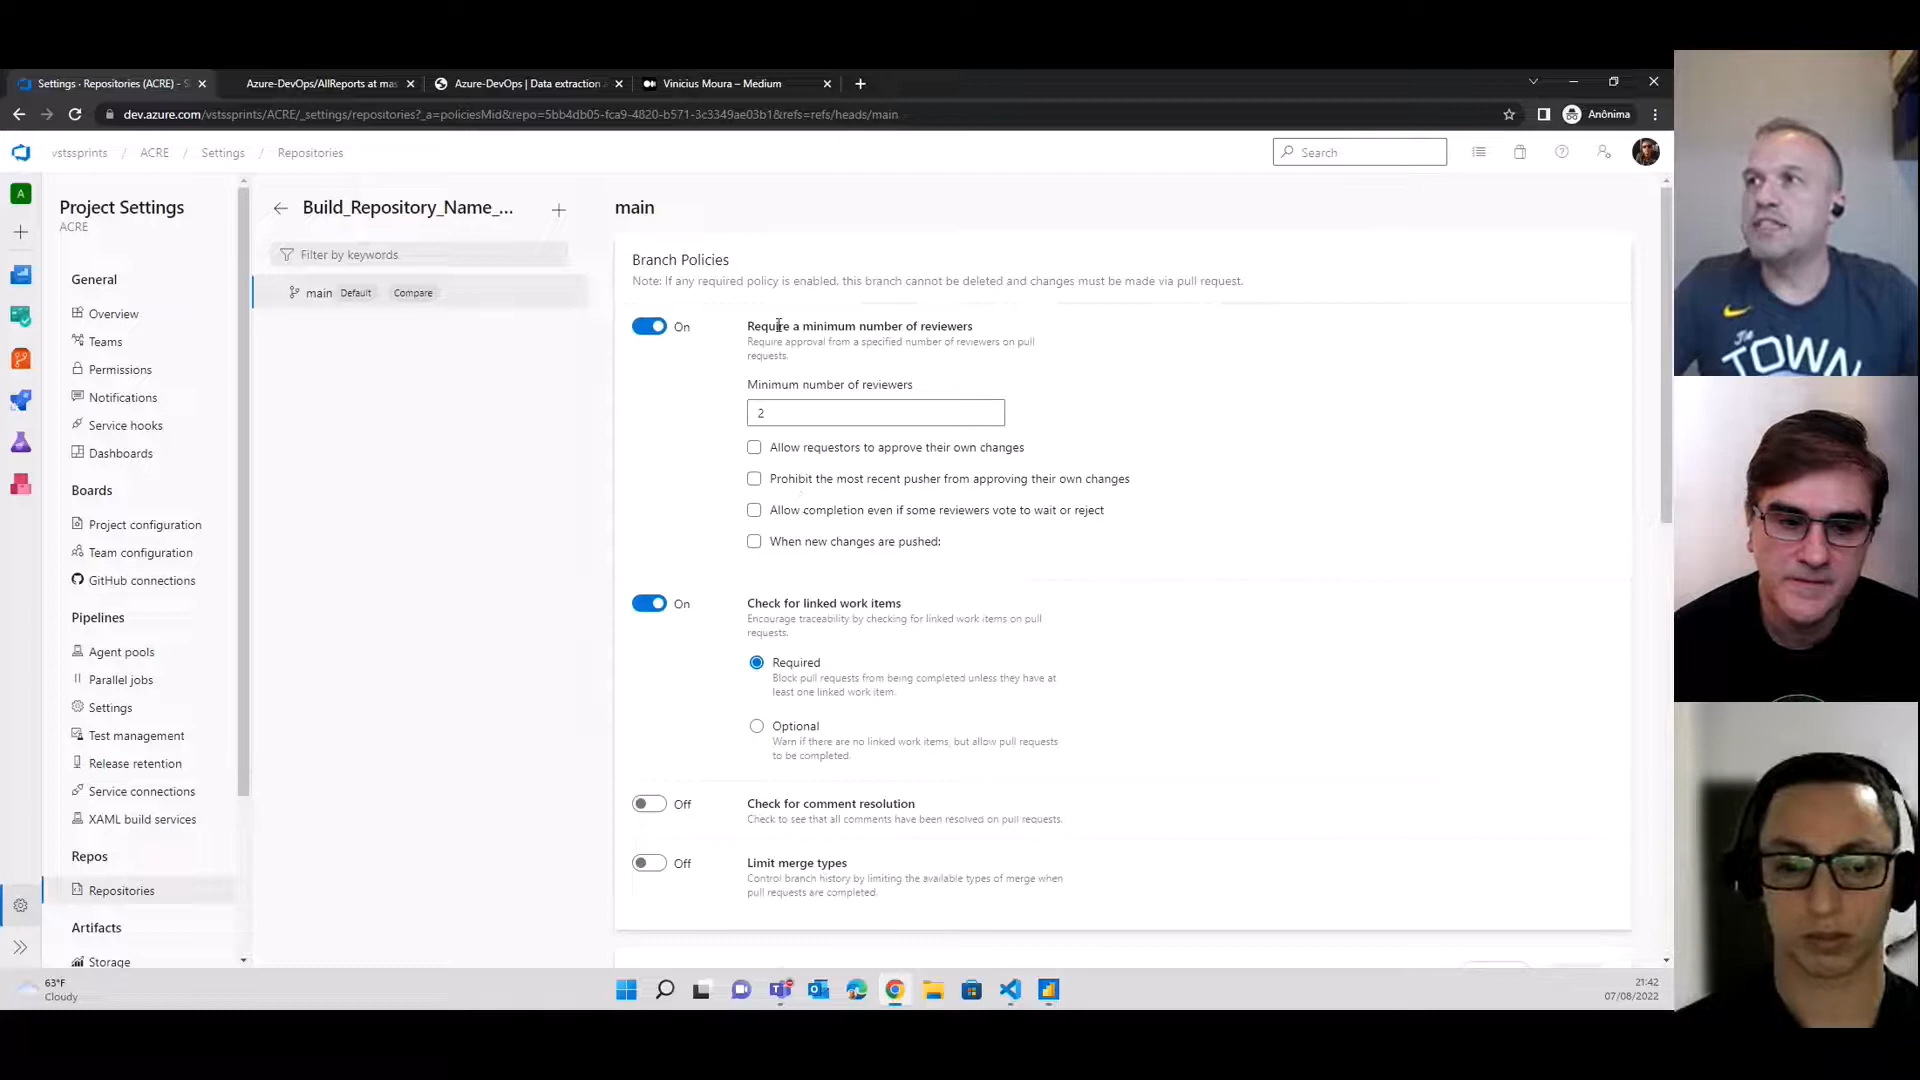 Settings · Repositories (ACRE) - S
Azure-DevOps/AllReports at mas
Azure-DevOps | Data extraction a
Vinicius Moura – Medium
dev.azure.com/vstssprints/ACRE/_settings/repositories?_a=policiesMid&repo=5bb4db05-fca9-4820-b571-3c3349ae03b1&refs=refs/heads/main
Anônima
vstssprints / ACRE / Settings / Repositories
Search
A
Project Settings
ACRE
General
Overview
Teams
Permissions
Notifications
Service hooks
Dashboards
Boards
Project configuration
Team configuration
GitHub connections
Pipelines
Agent pools
Parallel jobs
Settings
Test management
Release retention
Service connections
XAML build services
Repos
Repositories
Artifacts
Storage
Build_Repository_Name_...
Filter by keywords
main Default Compare
main
Branch Policies
Note: If any required policy is enabled, this branch cannot be deleted and changes must be made via pull request.
On
Require a minimum number of reviewers
Require approval from a specified number of reviewers on pull
requests.
Minimum number of reviewers
2
Allow requestors to approve their own changes
Prohibit the most recent pusher from approving their own changes
Allow completion even if some reviewers vote to wait or reject
When new changes are pushed:
On
Check for linked work items
Encourage traceability by checking for linked work items on pull
requests.
Required
Block pull requests from being completed unless they have at
least one linked work item.
Optional
Warn if there are no linked work items, but allow pull requests
to be completed.
Off
Check for comment resolution
Check to see that all comments have been resolved on pull requests.
Off
Limit merge types
Control branch history by limiting the available types of merge when
pull requests are completed.
63°F
Cloudy
21:42
07/08/2022
The
TOWN